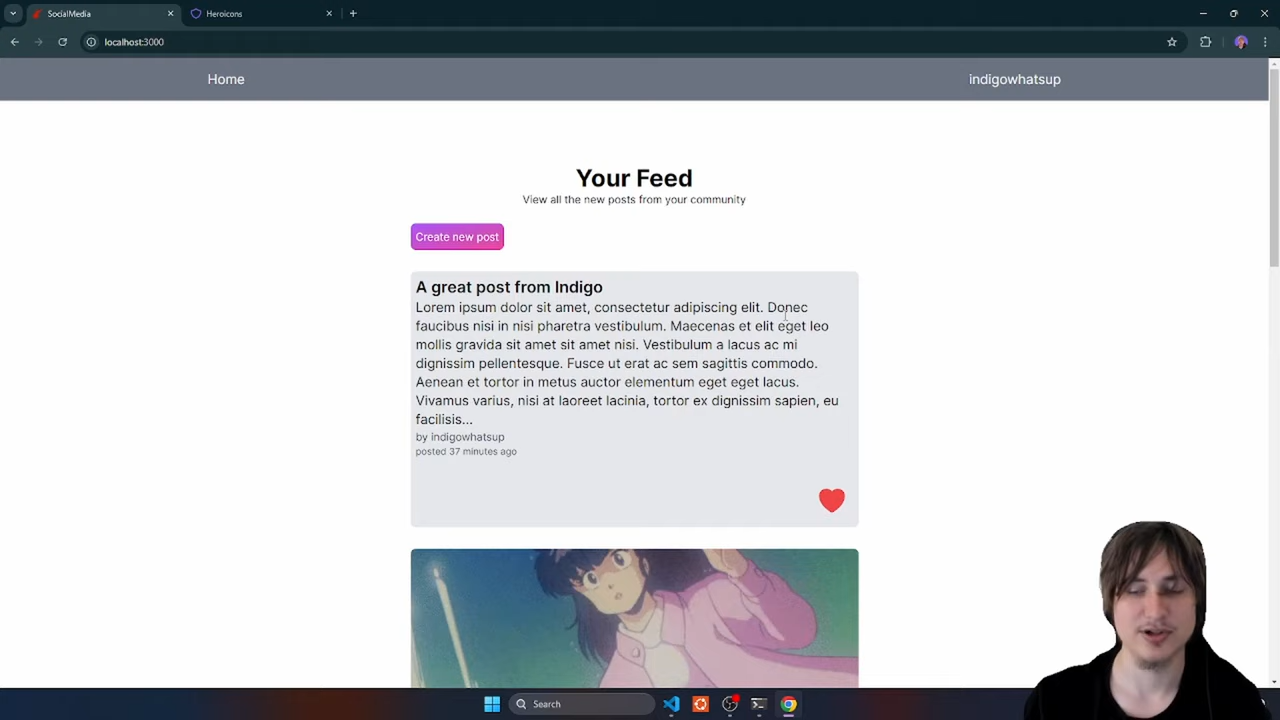 SocialMedia
Heroicons
localhost:3000
Home
indigowhatsup
Your Feed
View all the new posts from your community
Create new post
A great post from Indigo
Lorem ipsum dolor sit amet, consectetur adipiscing elit. Donec
faucibus nisi in nisi pharetra vestibulum. Maecenas et elit eget leo
mollis gravida sit amet sit amet nisi. Vestibulum a lacus ac mi
dignissim pellentesque. Fusce ut erat ac sem sagittis commodo.
Aenean et tortor in metus auctor elementum eget eget lacus.
Vivamus varius, nisi at laoreet lacinia, tortor ex dignissim sapien, eu
facilisis...
by indigowhatsup
posted 37 minutes ago
Search